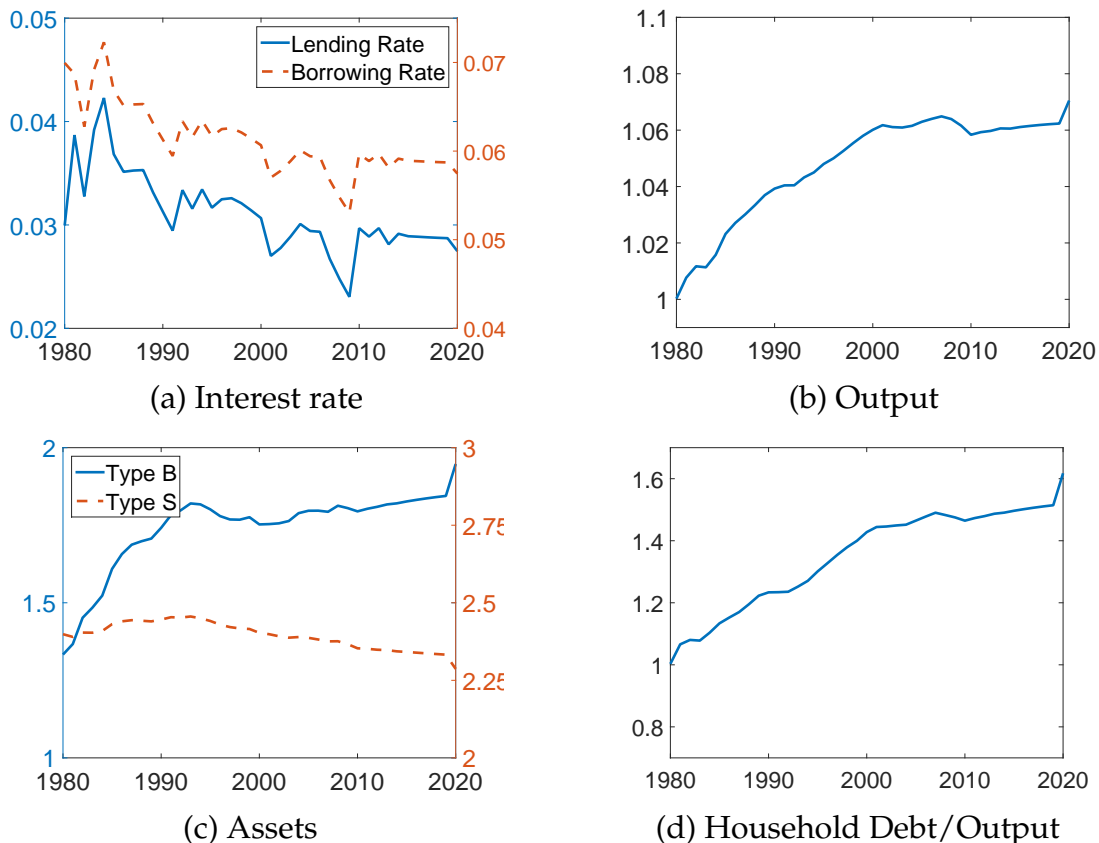 0.05
0.04
0.03
0.02
Lending Rate
Borrowing Rate
0.07
0.06
0.05
0.04
1980 1990 2000 2010 2020
(a) Interest rate
1.1
1.08
1.06
1.04
1.02
1
1980 1990 2000 2010 2020
(b) Output
2
1.5
1
Type B
Type S
3
2.75
2.5
2.25
2
1980 1990 2000 2010 2020
(c) Assets
1.6
1.4
1.2
1
0.8
1980 1990 2000 2010 2020
(d) Household Debt/Output